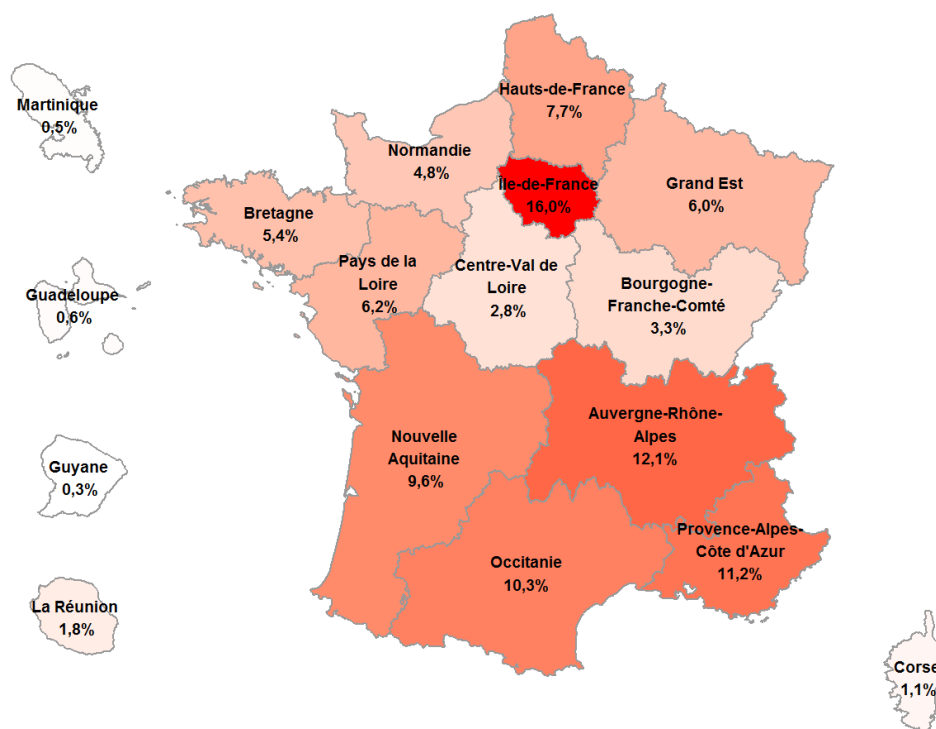 Hauts-de-France
7,7%
Martinique
0,5%
Normandie
4,8%
Île-de-France
16,0%
Grand Est
6,0%
Bretagne
5,4%
Pays de la
Loire
6,2%
Centre-Val de
Loire
2,8%
Bourgogne-
Franche-Comté
3,3%
Guadeloupe
0,6%
Auvergne-Rhône-
Alpes
12,1%
Nouvelle
Aquitaine
9,6%
Guyane
0,3%
Provence-Alpes-
Côte d'Azur
11,2%
Occitanie
10,3%
La Réunion
1,8%
Corse
1,1%